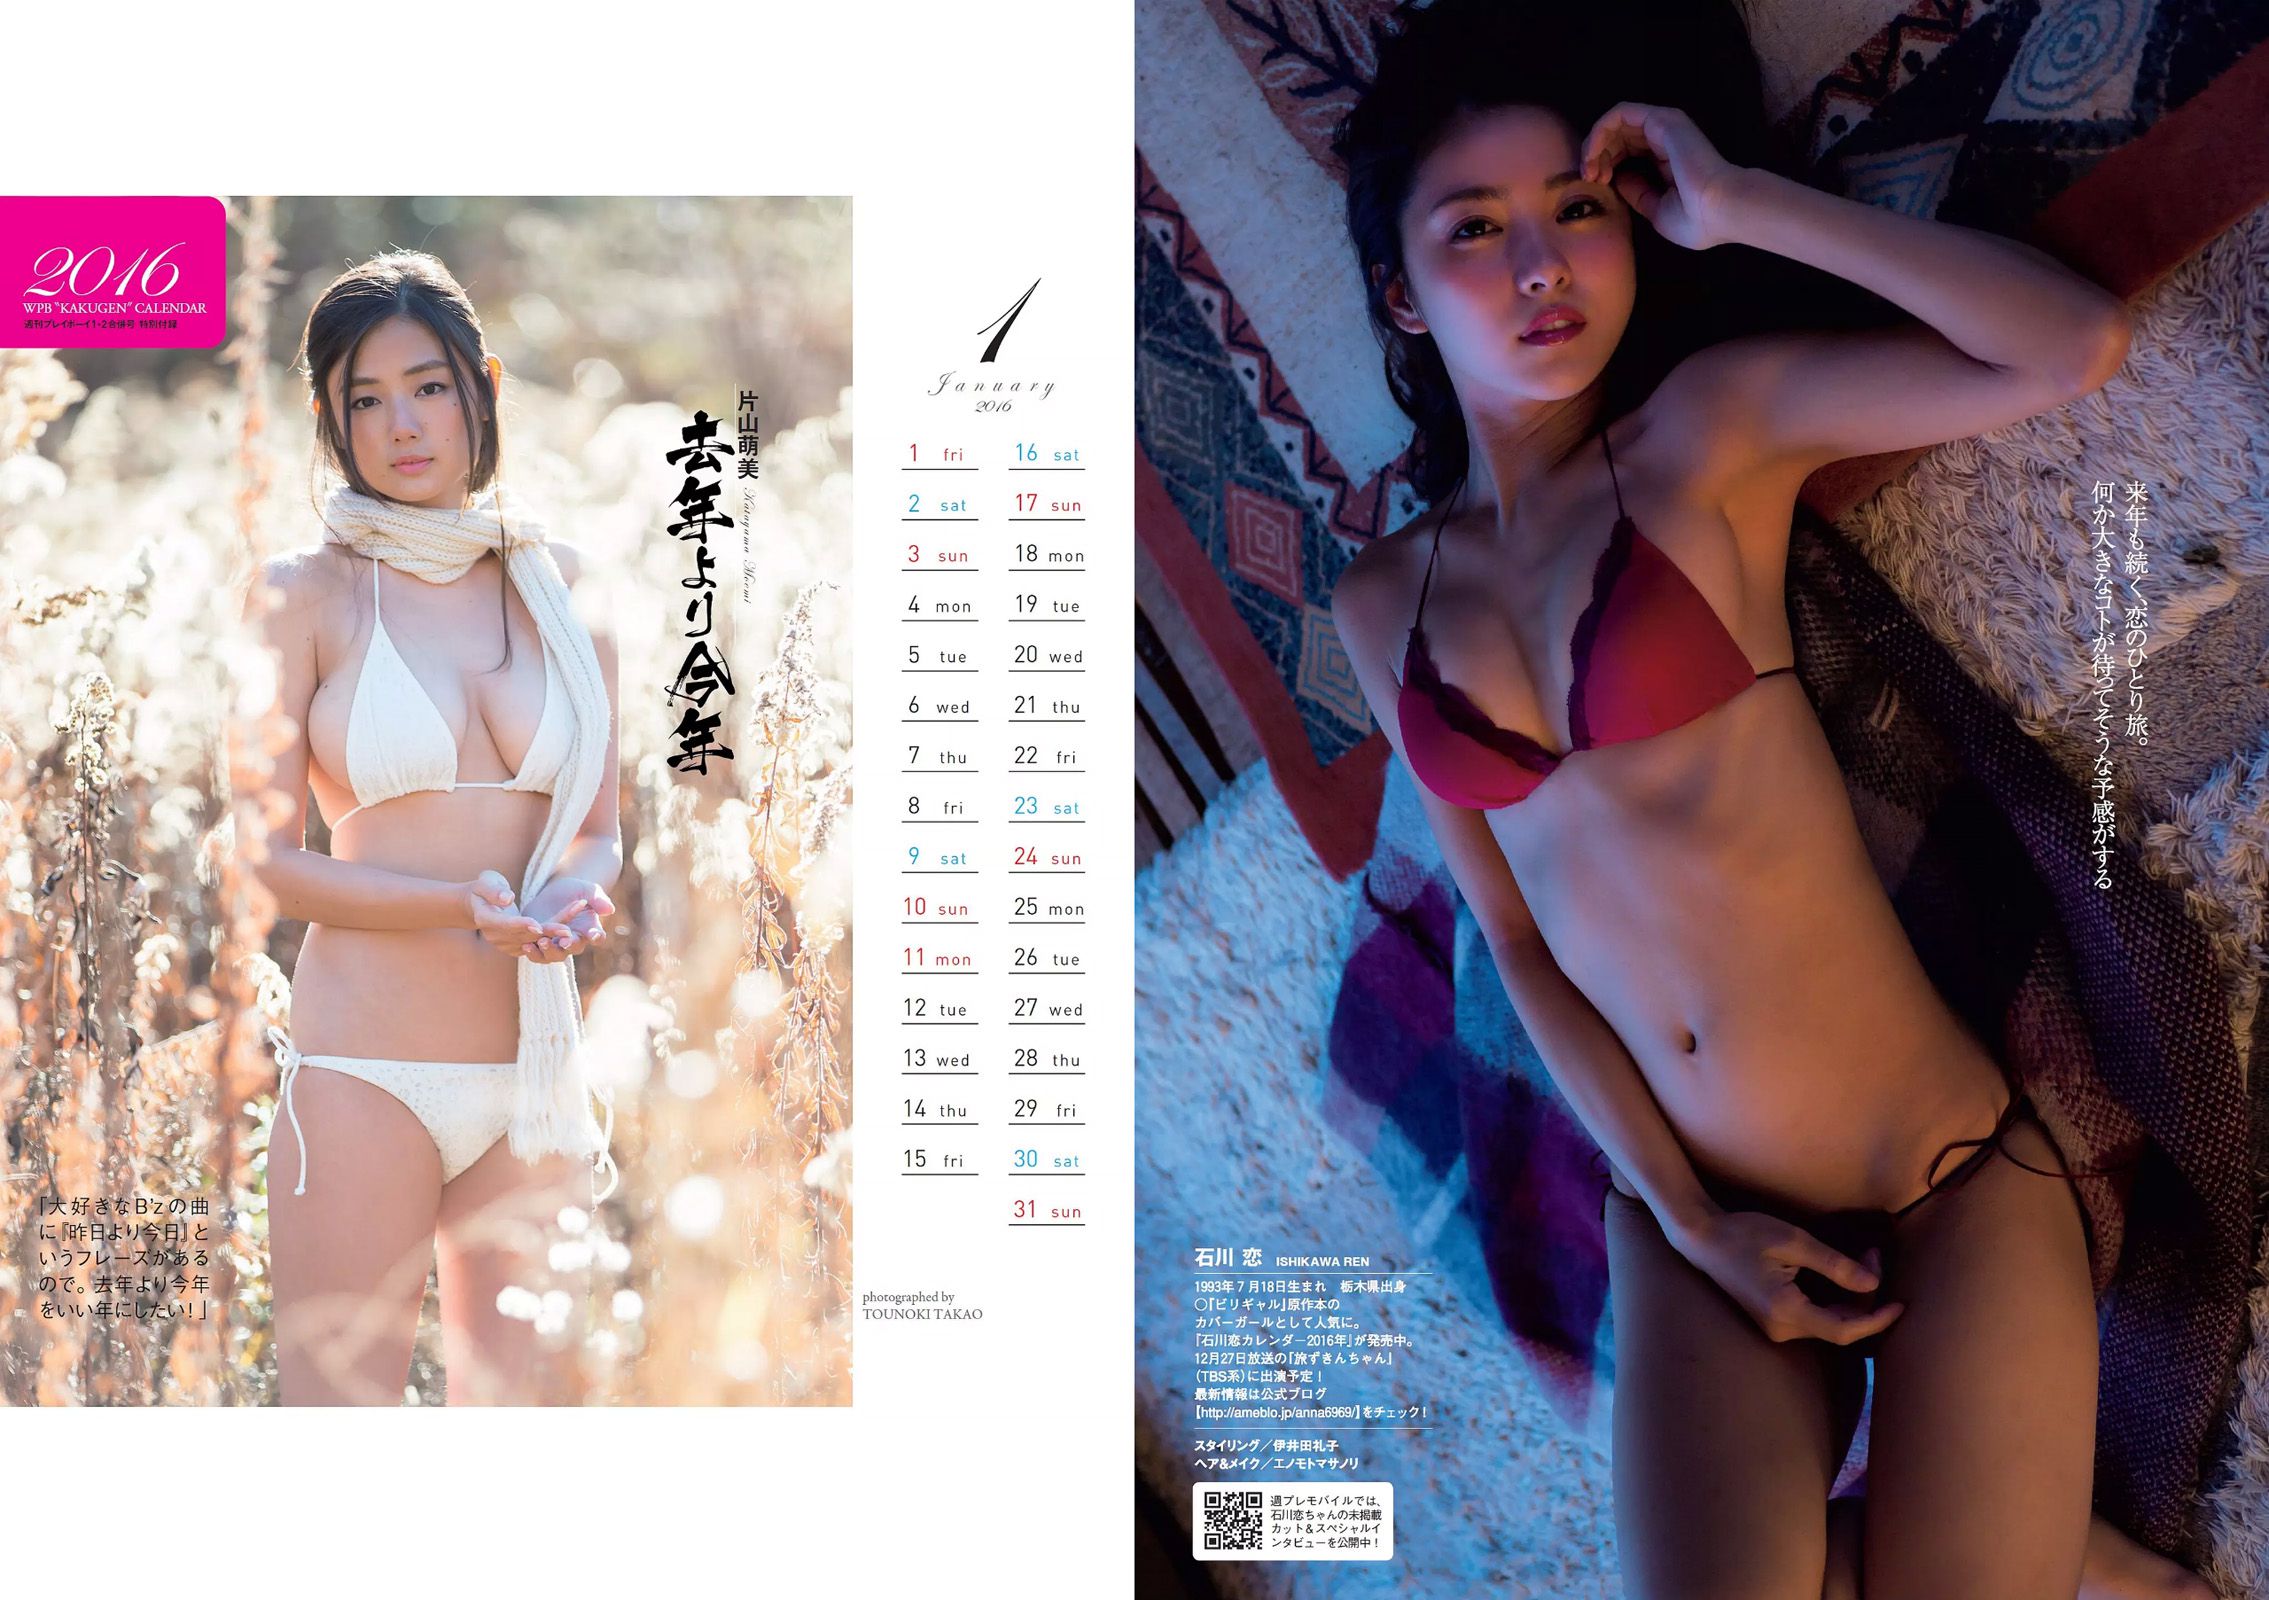 2016
WPB "KAKUGEN" CALENDAR
週刊プレイボーイ1・2合併号 特別付録
片山萌美 Katayama Moemi
去年より今年
「大好きなB'zの曲
に『昨日より今日』と
いうフレーズがある
ので。去年より今年
をいい年にしたい!」
1
January
2016
1 fri
2 sat
3 sun
4 mon
5 tue
6 wed
7 thu
8 fri
9 sat
10 sun
11 mon
12 tue
13 wed
14 thu
15 fri
16 sat
17 sun
18 mon
19 tue
20 wed
21 thu
22 fri
23 sat
24 sun
25 mon
26 tue
27 wed
28 thu
29 fri
30 sat
31 sun
photographed by
TOUNOKI TAKAO
来年も続く、恋のひとり旅。
何か大きなコトが待ってそうな予感がする
石川 恋 ISHIKAWA REN
1993年7月18日生まれ 栃木県出身
○『ビリギャル』原作本の
カバーガールとして人気に。
『石川恋カレンダー2016年』が発売中。
12月27日放送の『旅ずきんちゃん』
(TBS系)に出演予定!
最新情報は公式ブログ
【http://ameblo.jp/anna6969/】をチェック!
スタイリング/伊井田礼子
ヘア&メイク/エノモトマサノリ
週プレモバイルでは、
石川恋ちゃんの未掲載
カット&スペシャルイ
ンタビューを公開中!